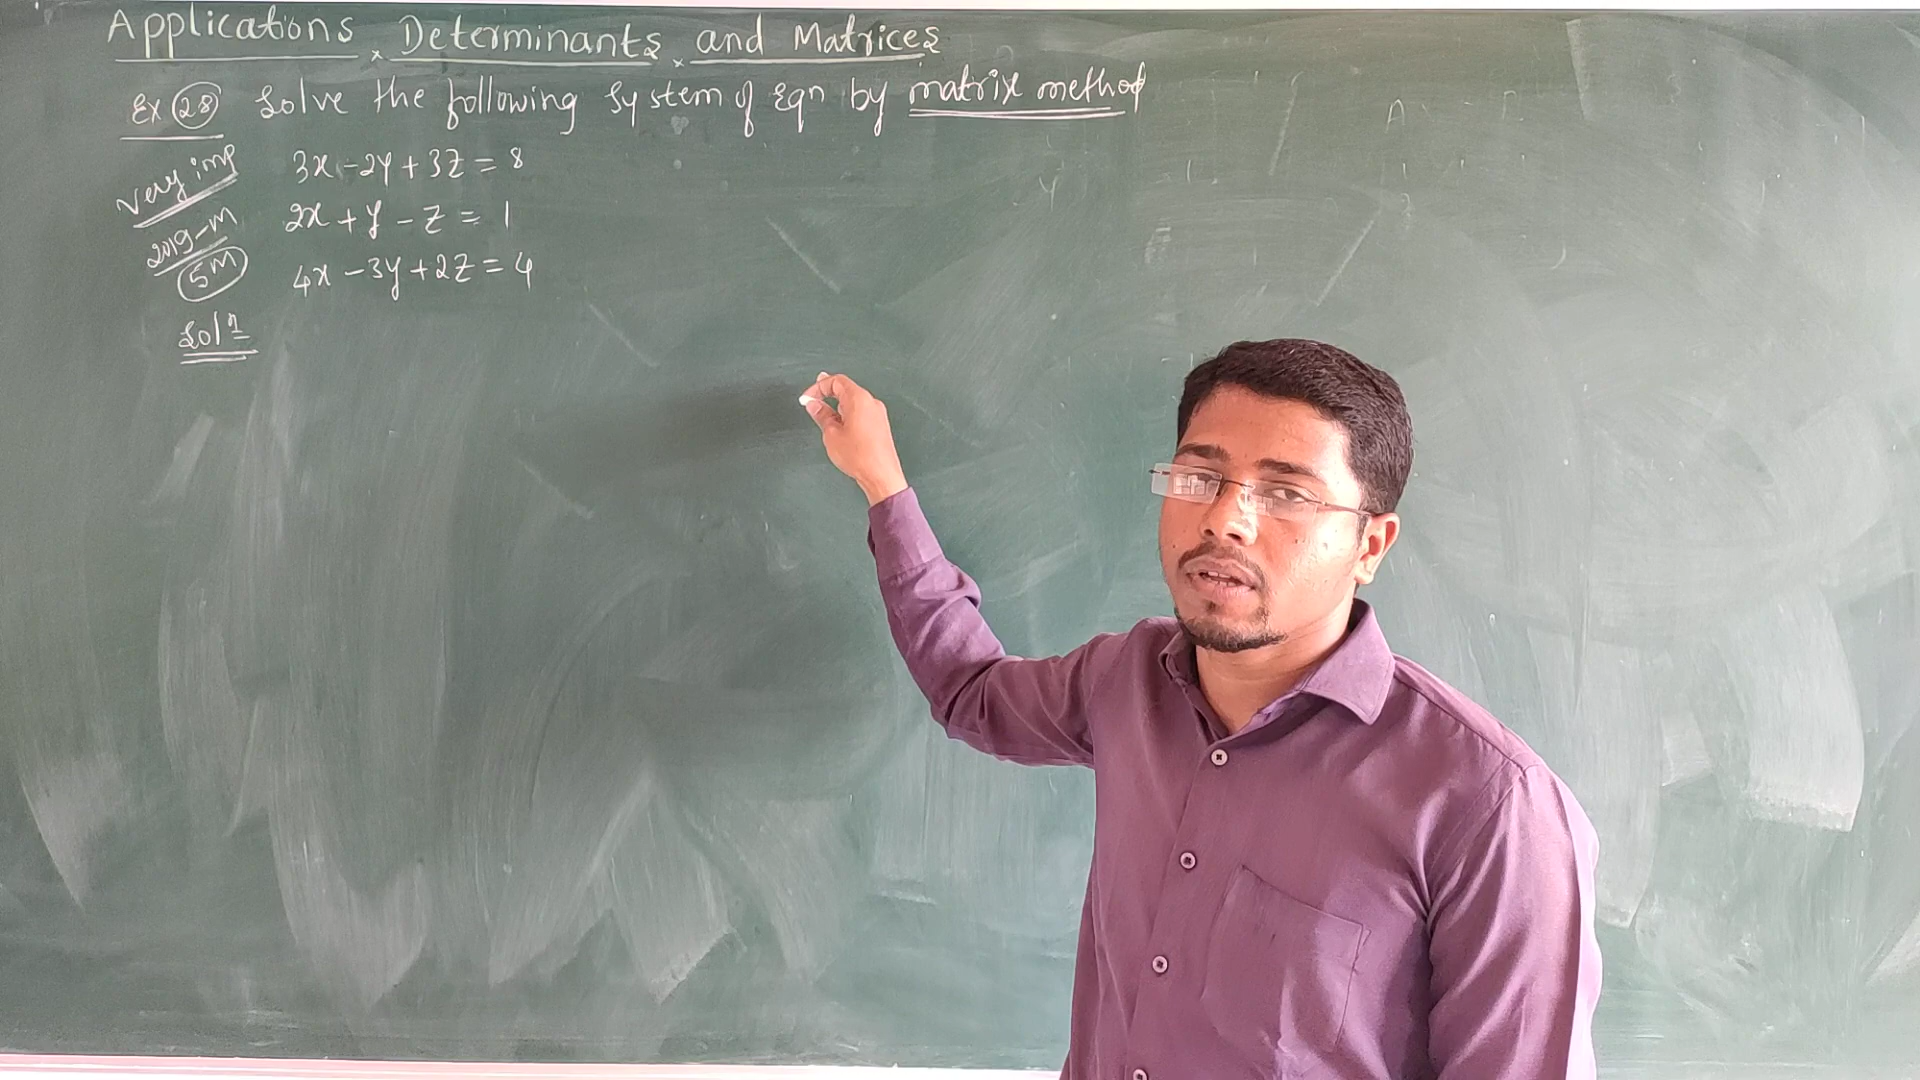 Applications Determinants and Matrices
Ex 28 Solve the following System of Eqn by matrix method
Very imp
3x - 2y + 3z = 8
2019-M
2x + y - z = 1
5M
4x - 3y + 2z = 4
Soln